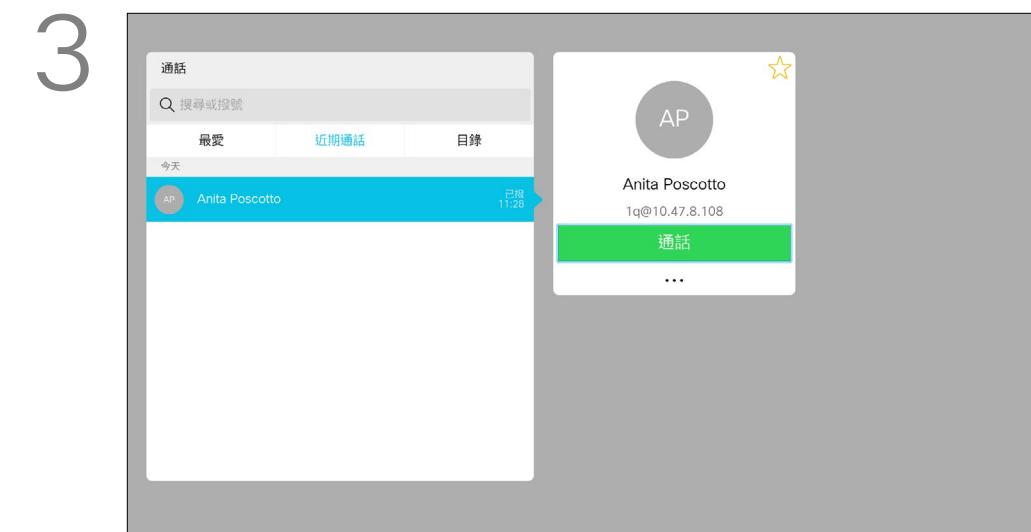 3
通話
搜尋或撥號
最愛 近期通話 目錄
今天
AP Anita Poscotto 已撥
11:28
AP
Anita Poscotto
1q@10.47.8.108
通話
...